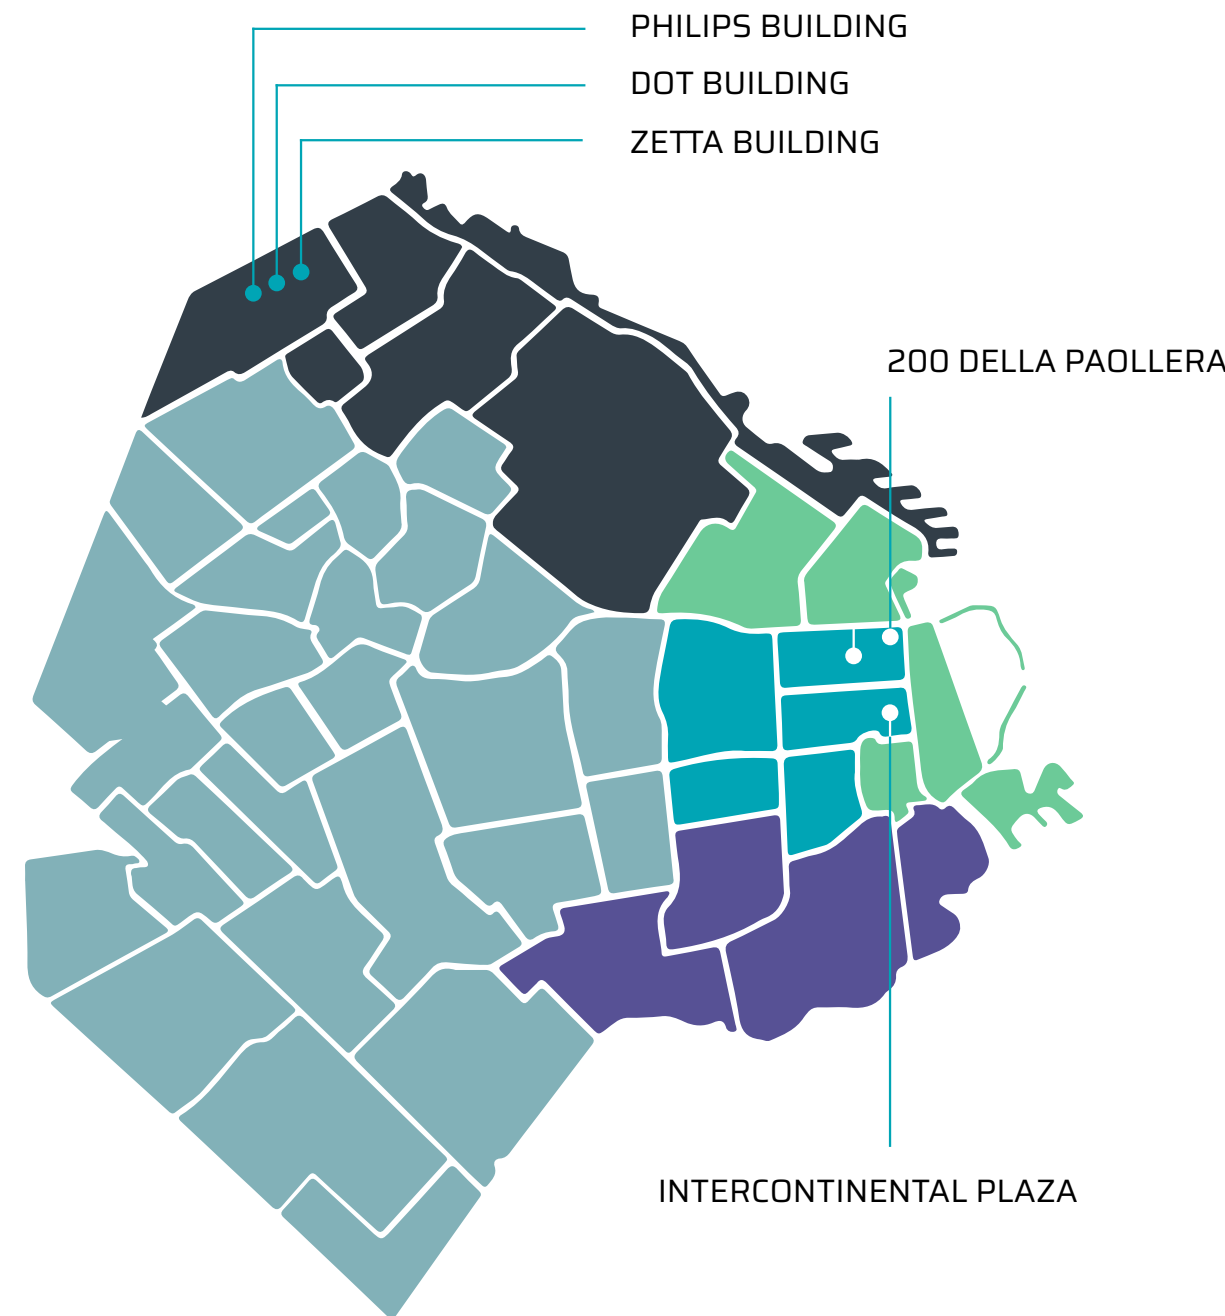 PHILIPS BUILDING
DOT BUILDING
ZETTA BUILDING
200 DELLA PAOLLERA
INTERCONTINENTAL PLAZA